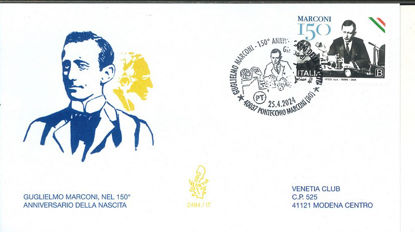 MARCONI
150
ITALIA B
GUGLIELMO MARCONI - 150°
25.4.2024
40037 PONTECCHIO MARCONI (BO)
PT
GUGLIELMO MARCONI, NEL 150°
ANNIVERSARIO DELLA NASCITA
VENETIA CLUB
C.P. 525
41121 MODENA CENTRO